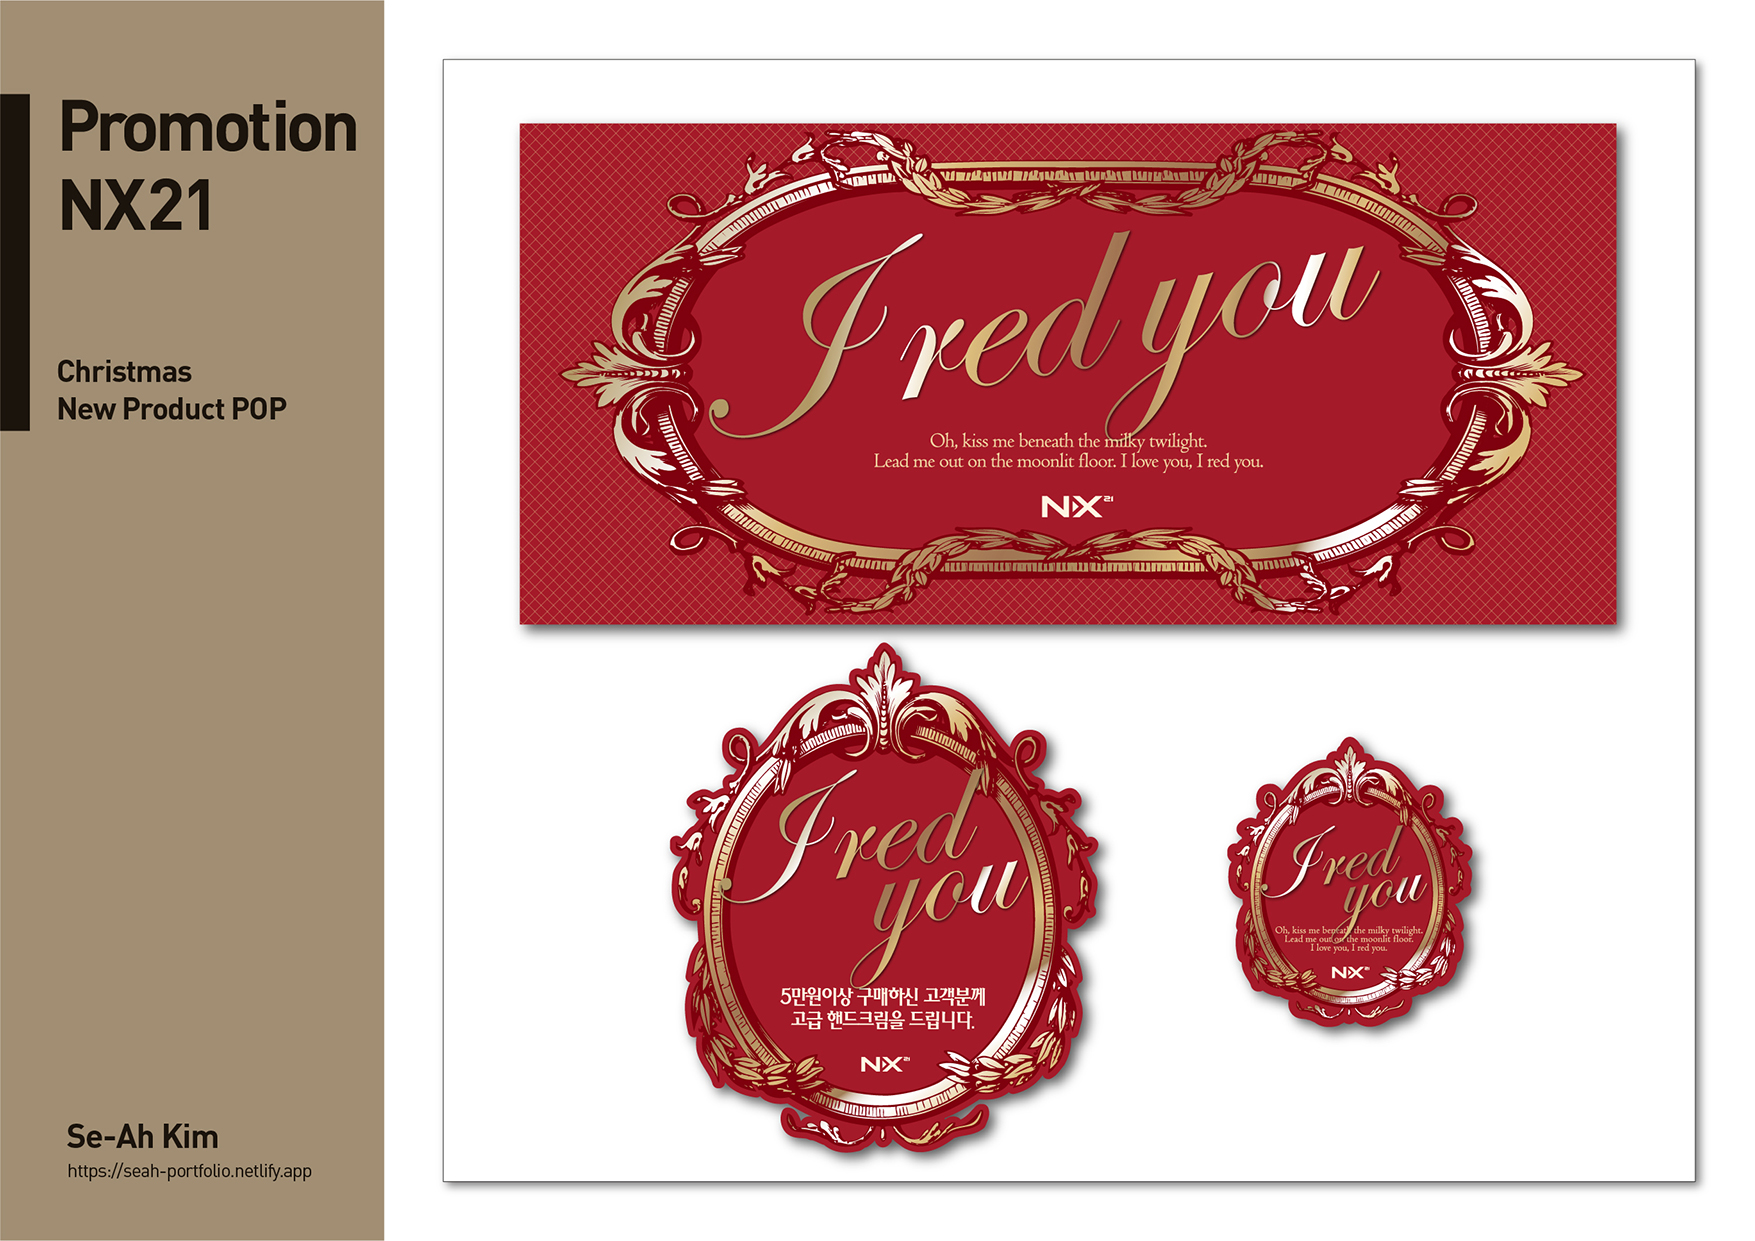 Promotion
NX21
Christmas
New Product POP
Se-Ah Kim
https://seah-portfolio.netlify.app
I red you
Oh, kiss me beneath the milky twilight.
Lead me out on the moonlit floor. I love you, I red you.
NX21
I red
you
5만원이상 구매하신 고객분께
고급 핸드크림을 드립니다.
NX21
I red
you
Oh, kiss me beneath the milky twilight.
Lead me out on the moonlit floor.
I love you, I red you.
NX21